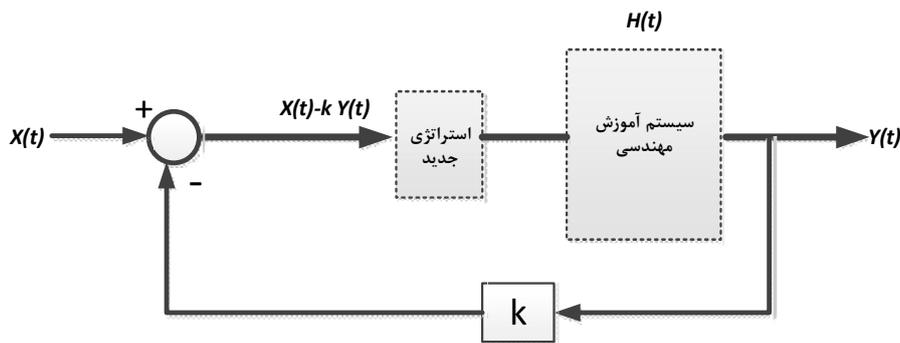 H(t)
X(t)
+
X(t)-k Y(t)
استراتژی
جدید
سیستم آموزش
مهندسی
Y(t)
−
k